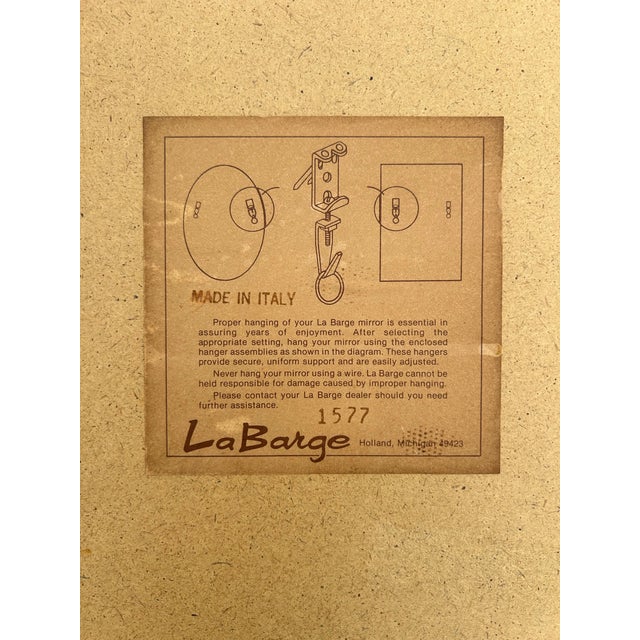 MADE IN ITALY
Proper hanging of your La Barge mirror is essential in
assuring years of enjoyment. After selecting the
appropriate setting, hang your mirror using the enclosed
hanger assemblies as shown in the diagram. These hangers
provide secure, uniform support and are easily adjusted.
Never hang your mirror using a wire. La Barge cannot be
held responsible for damage caused by improper hanging.
Please contact your La Barge dealer should you need
further assistance.
1577
LaBarge Holland, Michigan 49423